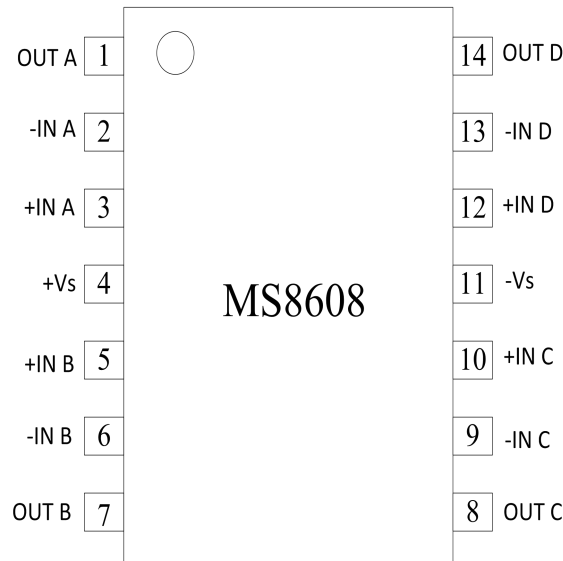 OUT A 1 14 OUT D
-IN A 2 13 -IN D
+IN A 3 12 +IN D
+Vs 4 11 -Vs
MS8608
+IN B 5 10 +IN C
-IN B 6 9 -IN C
OUT B 7 8 OUT C